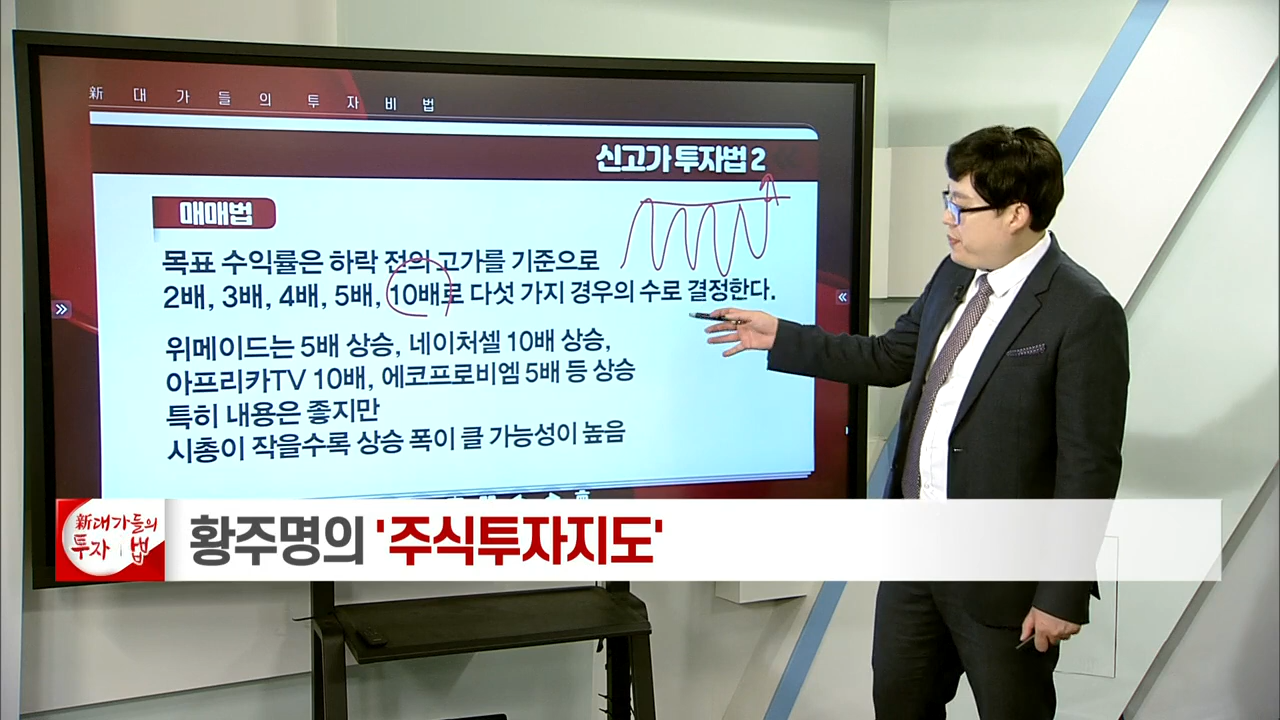 新대가들의 투자비법
신고가 투자법 2
매매법
목표 수익률은 하락 전의 고가를 기준으로
2배, 3배, 4배, 5배, 10배로 다섯 가지 경우의 수로 결정한다.
위메이드는 5배 상승, 네이처셀 10배 상승,
아프리카TV 10배, 에코프로비엠 5배 등 상승
특히 내용은 좋지만
시총이 작을수록 상승 폭이 클 가능성이 높음
新대가들의
투자비법
황주명의 '주식투자지도'